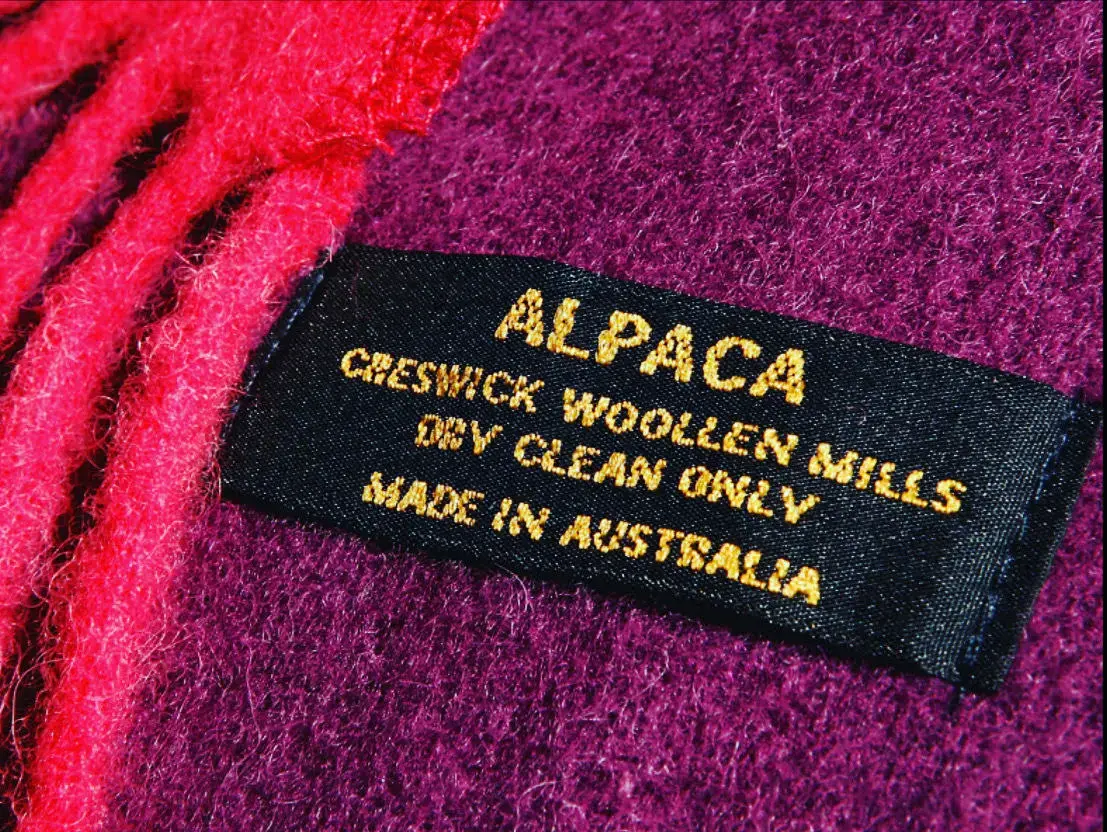 ALPACA
CRESWICK WOOLLEN MILLS
DRY CLEAN ONLY
MADE IN AUSTRALIA